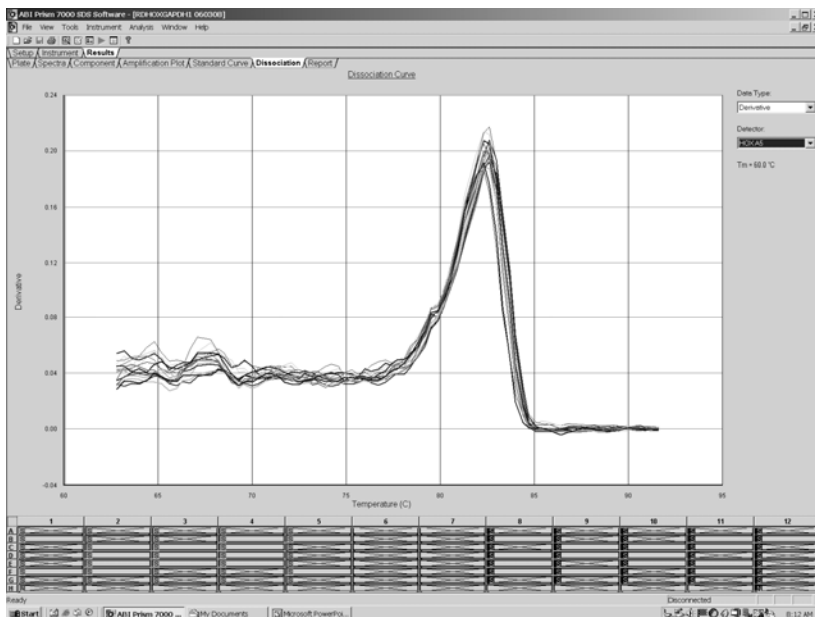 ABI Prism 7000 SDS Software - [RDHOXGAPDH1 060308]
File View Tools Instrument Analysis Window Help
Setup Instrument Results
Plate Spectra Component Amplification Plot Standard Curve Dissociation Report
Dissociation Curve
Data Type:
Derivative
Detector:
HOXA5
Tm = 60.0 °C
0.24
0.20
0.16
0.12
0.08
0.04
0.00
-0.04
Derivative
60 65 70 75 80 85 90 95
Temperature (C)
1 2 3 4 5 6 7 8 9 10 11 12
A
B
C
D
E
F
G
H
Ready Disconnected
Start ABI Prism 7000 ... My Documents Microsoft PowerPoi... 8:12 AM